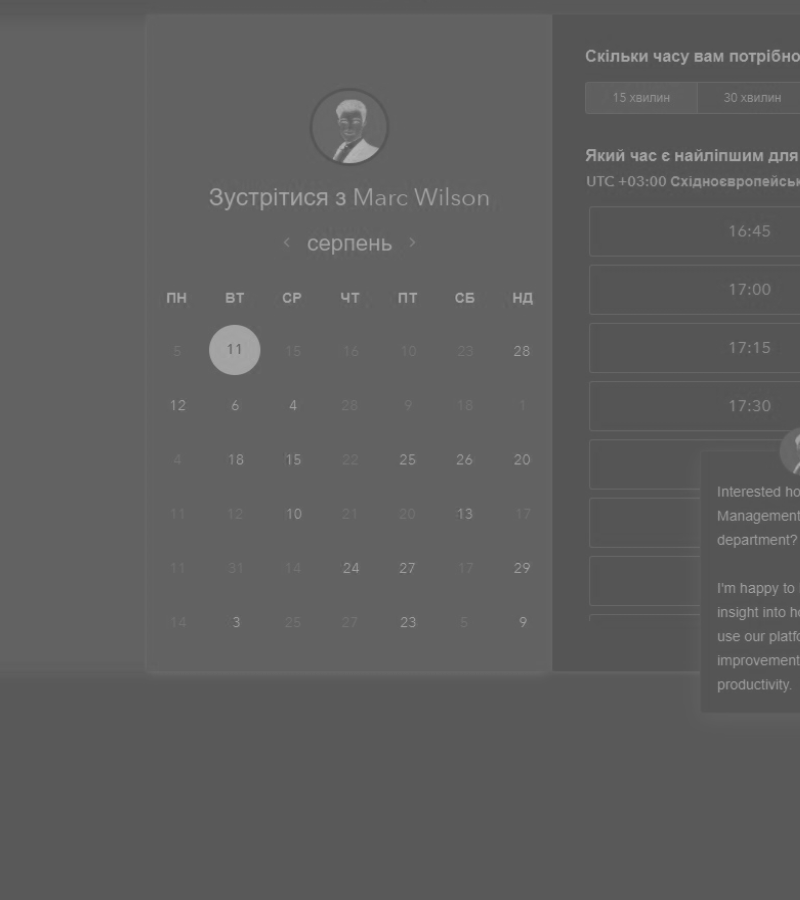 Зустрітися з Marc Wilson
‹ серпень ›
ПН ВТ СР ЧТ ПТ СБ НД
5 11 15 16 10 23 28
12 6 4 28 9 18 1
4 18 15 22 25 26 20
11 12 10 21 20 13 17
11 31 14 24 27 17 29
14 3 25 27 23 5 9
Скільки часу вам потрібно
15 хвилин 30 хвилин
Який час є найліпшим для
UTC +03:00 Східноєвропейськ
16:45
17:00
17:15
17:30
Interested ho
Management
department?
I'm happy to
insight into ho
use our platfo
improvement
productivity.